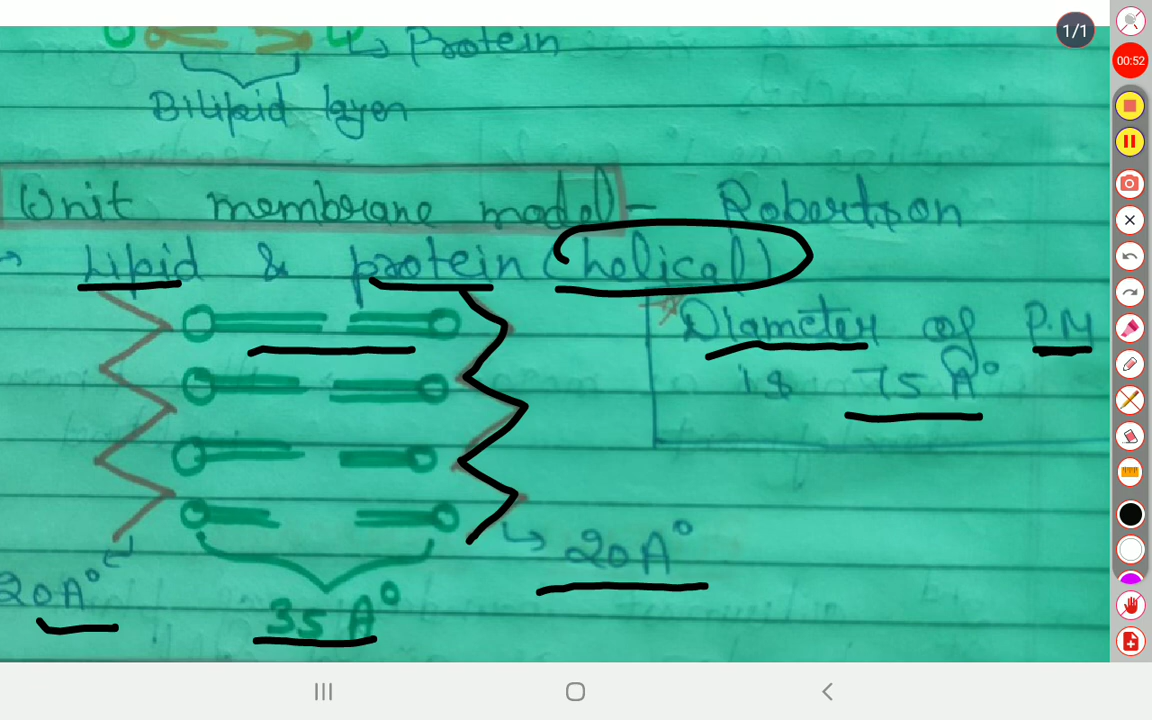 1/1
00:52
↳ Protein
Bilipid layer
Unit membrane model - Robertson
→ Lipid & protein (helical)
Diameter of P.M
is 75 A°
20A°
20A°
35 A°